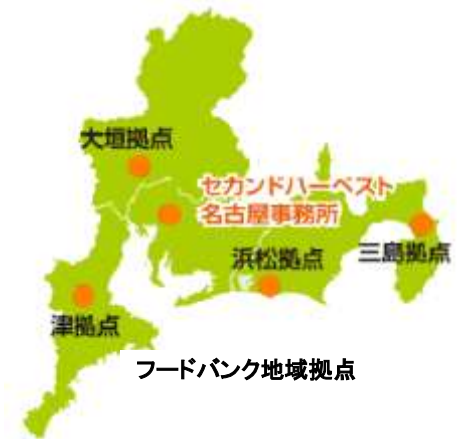 大垣拠点
セカンドハーベスト
名古屋事務所
浜松拠点
三島拠点
津拠点
フードバンク地域拠点